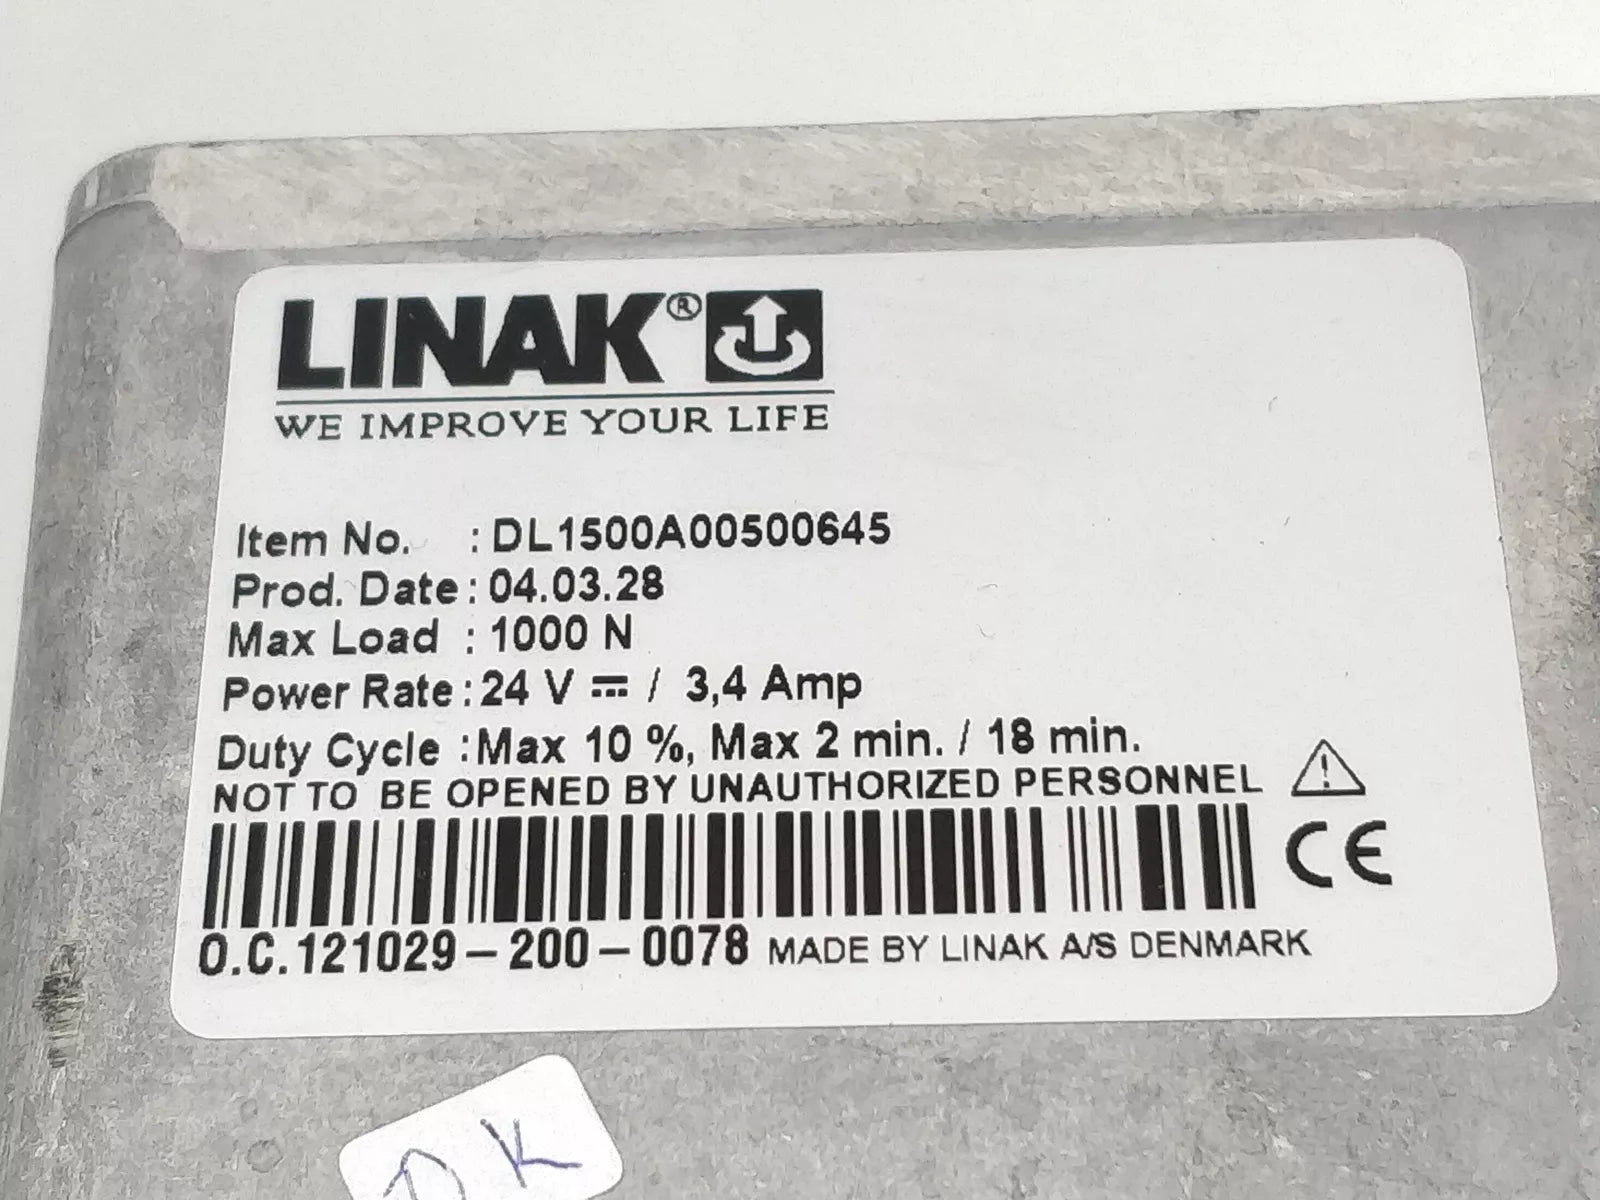 LINAK®
WE IMPROVE YOUR LIFE
Item No. : DL1500A00500645
Prod. Date : 04.03.28
Max Load : 1000 N
Power Rate : 24 V ⎓ / 3,4 Amp
Duty Cycle : Max 10 %, Max 2 min. / 18 min.
NOT TO BE OPENED BY UNAUTHORIZED PERSONNEL
CE
O.C.121029-200-0078 MADE BY LINAK A/S DENMARK